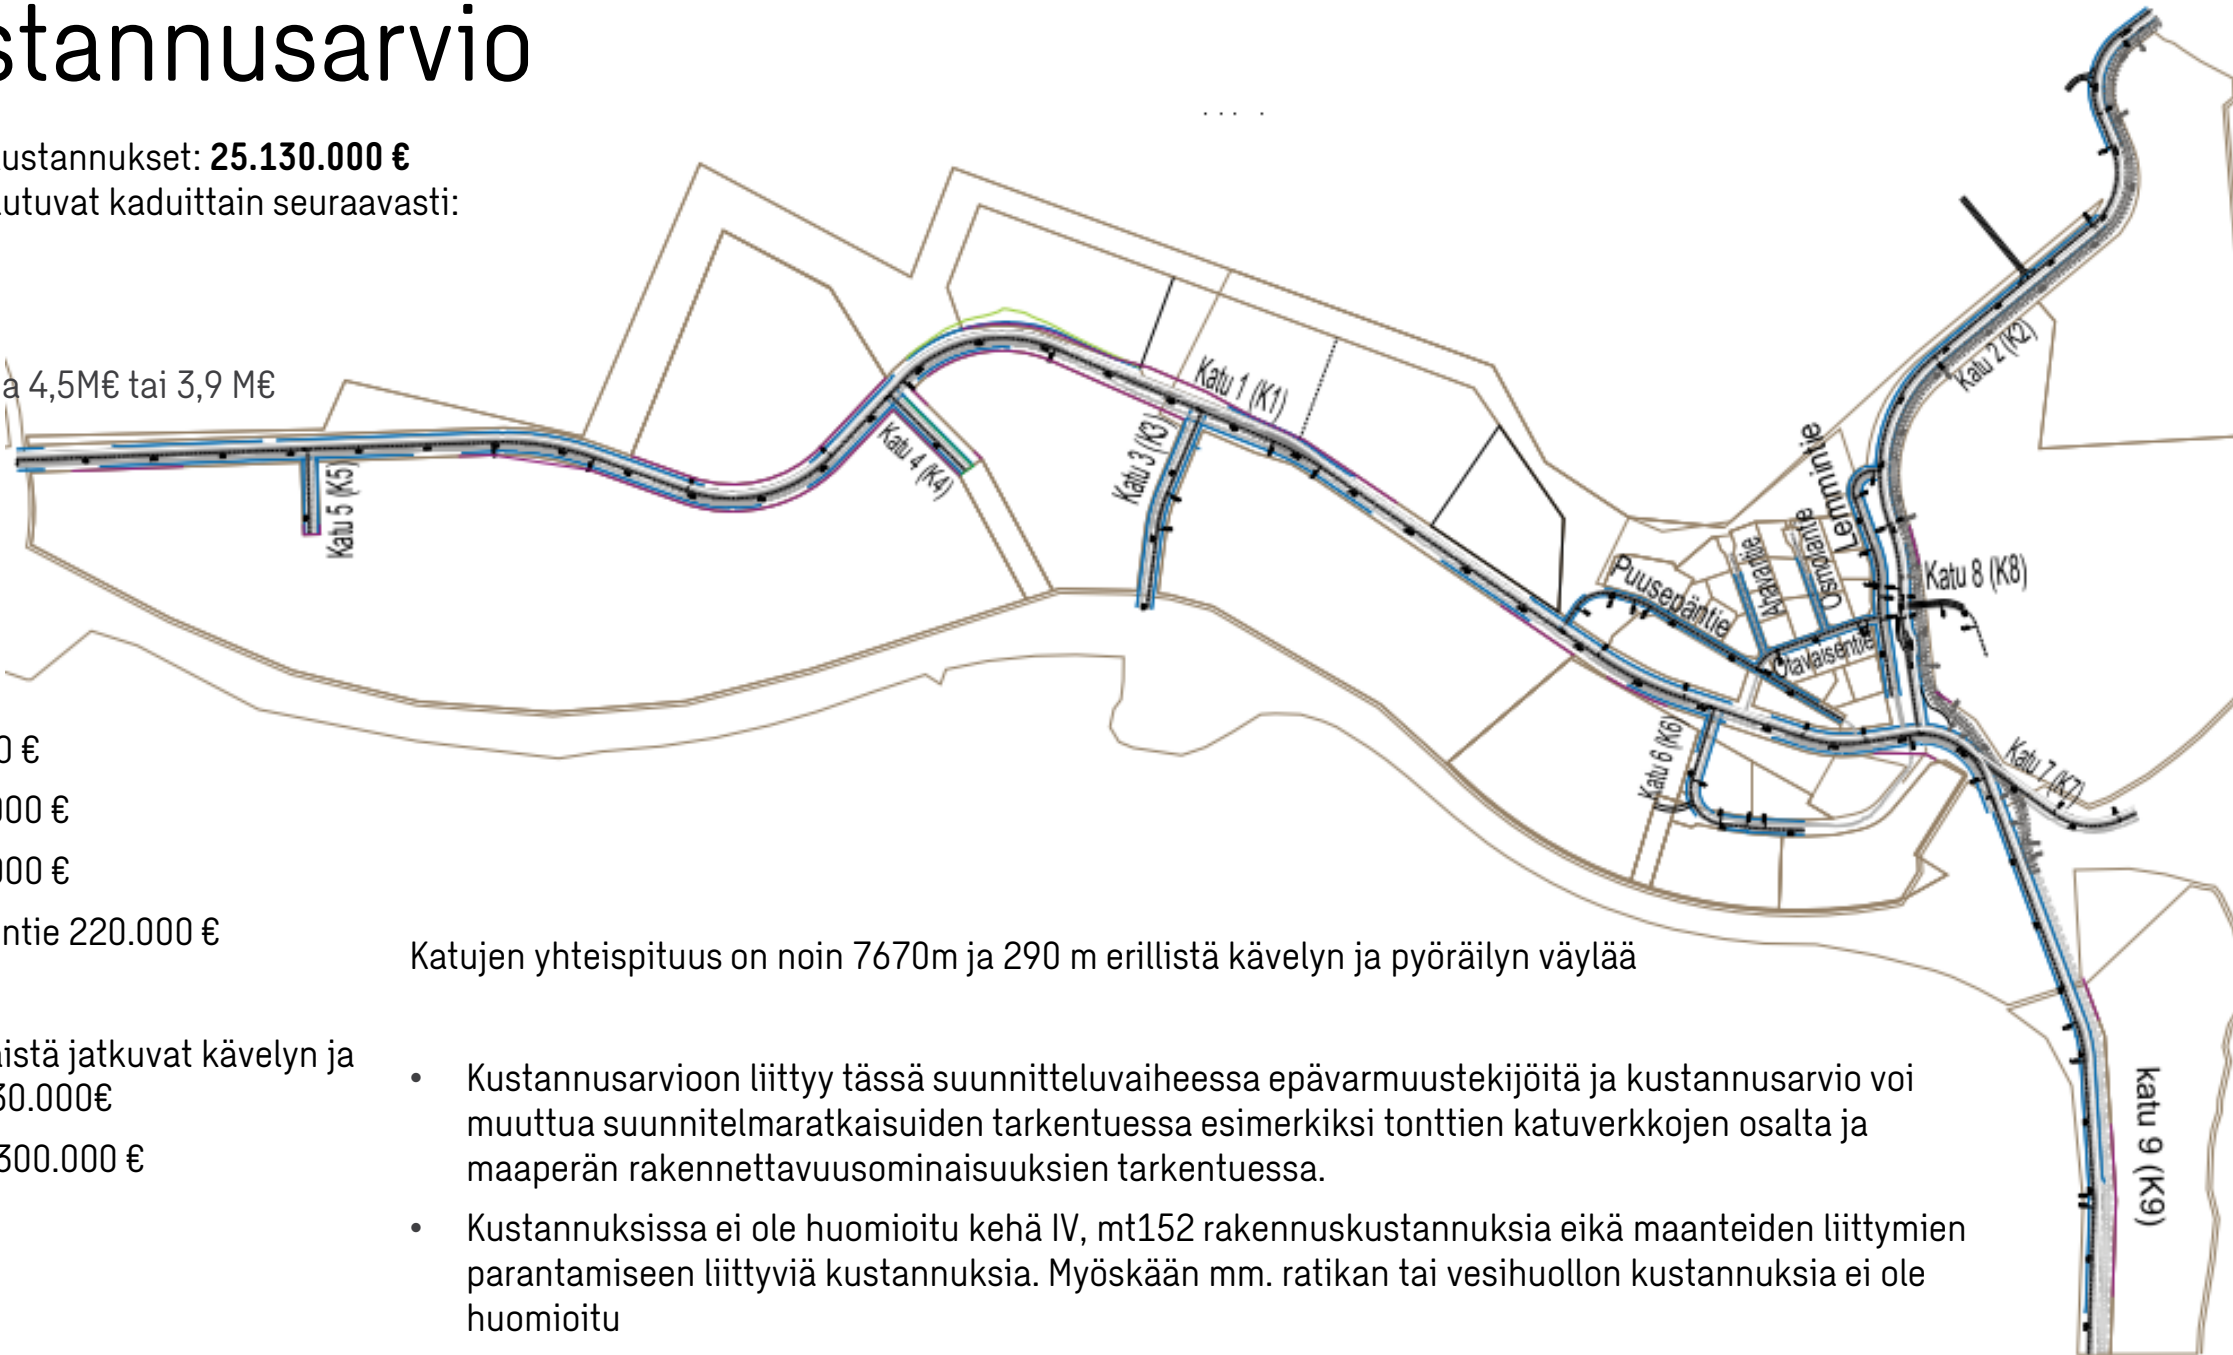 stannusarvio
ustannukset: 25.130.000 €
utuvat kaduittain seuraavasti:
a 4,5M€ tai 3,9 M€
0 €
000 €
000 €
ntie 220.000 €
istä jatkuvat kävelyn ja
30.000€
300.000 €
Katu 1 (K1)
Katu 2 (K2)
Katu 3 (K3)
Katu 4 (K4)
Katu 5 (K5)
Lemmintie
Osmolantie
Ahavatie
Puusepäntie
Otavaisentie
Katu 8 (K8)
Katu 6 (K6)
Katu 7 (K7)
katu 9 (K9)
Katujen yhteispituus on noin 7670m ja 290 m erillistä kävelyn ja pyöräilyn väylää
• Kustannusarvioon liittyy tässä suunnitteluvaiheessa epävarmuustekijöitä ja kustannusarvio voi
muuttua suunnitelmaratkaisuiden tarkentuessa esimerkiksi tonttien katuverkkojen osalta ja
maaperän rakennettavuusominaisuuksien tarkentuessa.
• Kustannuksissa ei ole huomioitu kehä IV, mt152 rakennuskustannuksia eikä maanteiden liittymien
parantamiseen liittyviä kustannuksia. Myöskään mm. ratikan tai vesihuollon kustannuksia ei ole
huomioitu